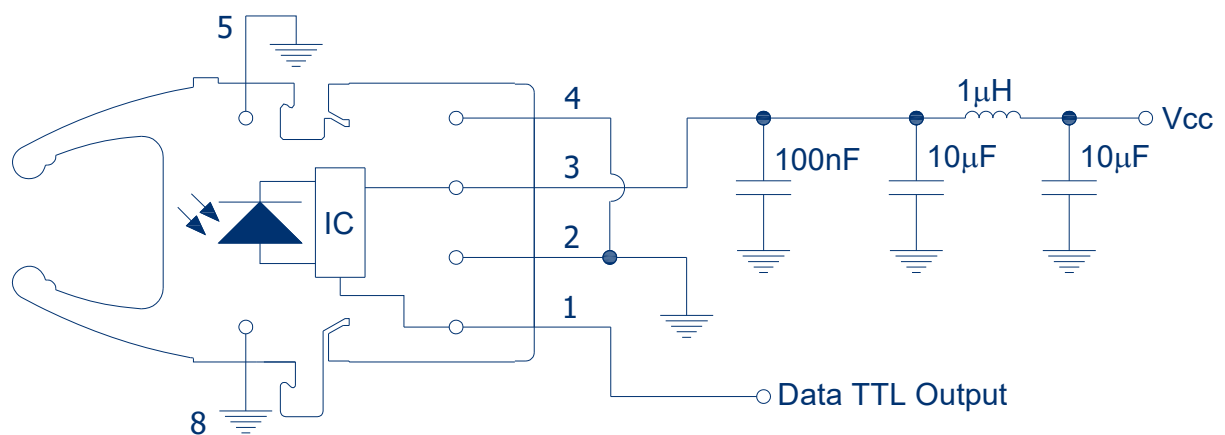 5
4
1μH
Vcc
100nF
10μF
10μF
3
IC
2
1
Data TTL Output
8